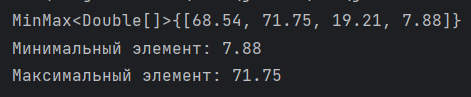 MinMax<Double[]>{[68.54, 71.75, 19.21, 7.88]}
Минимальный элемент: 7.88
Максимальный элемент: 71.75